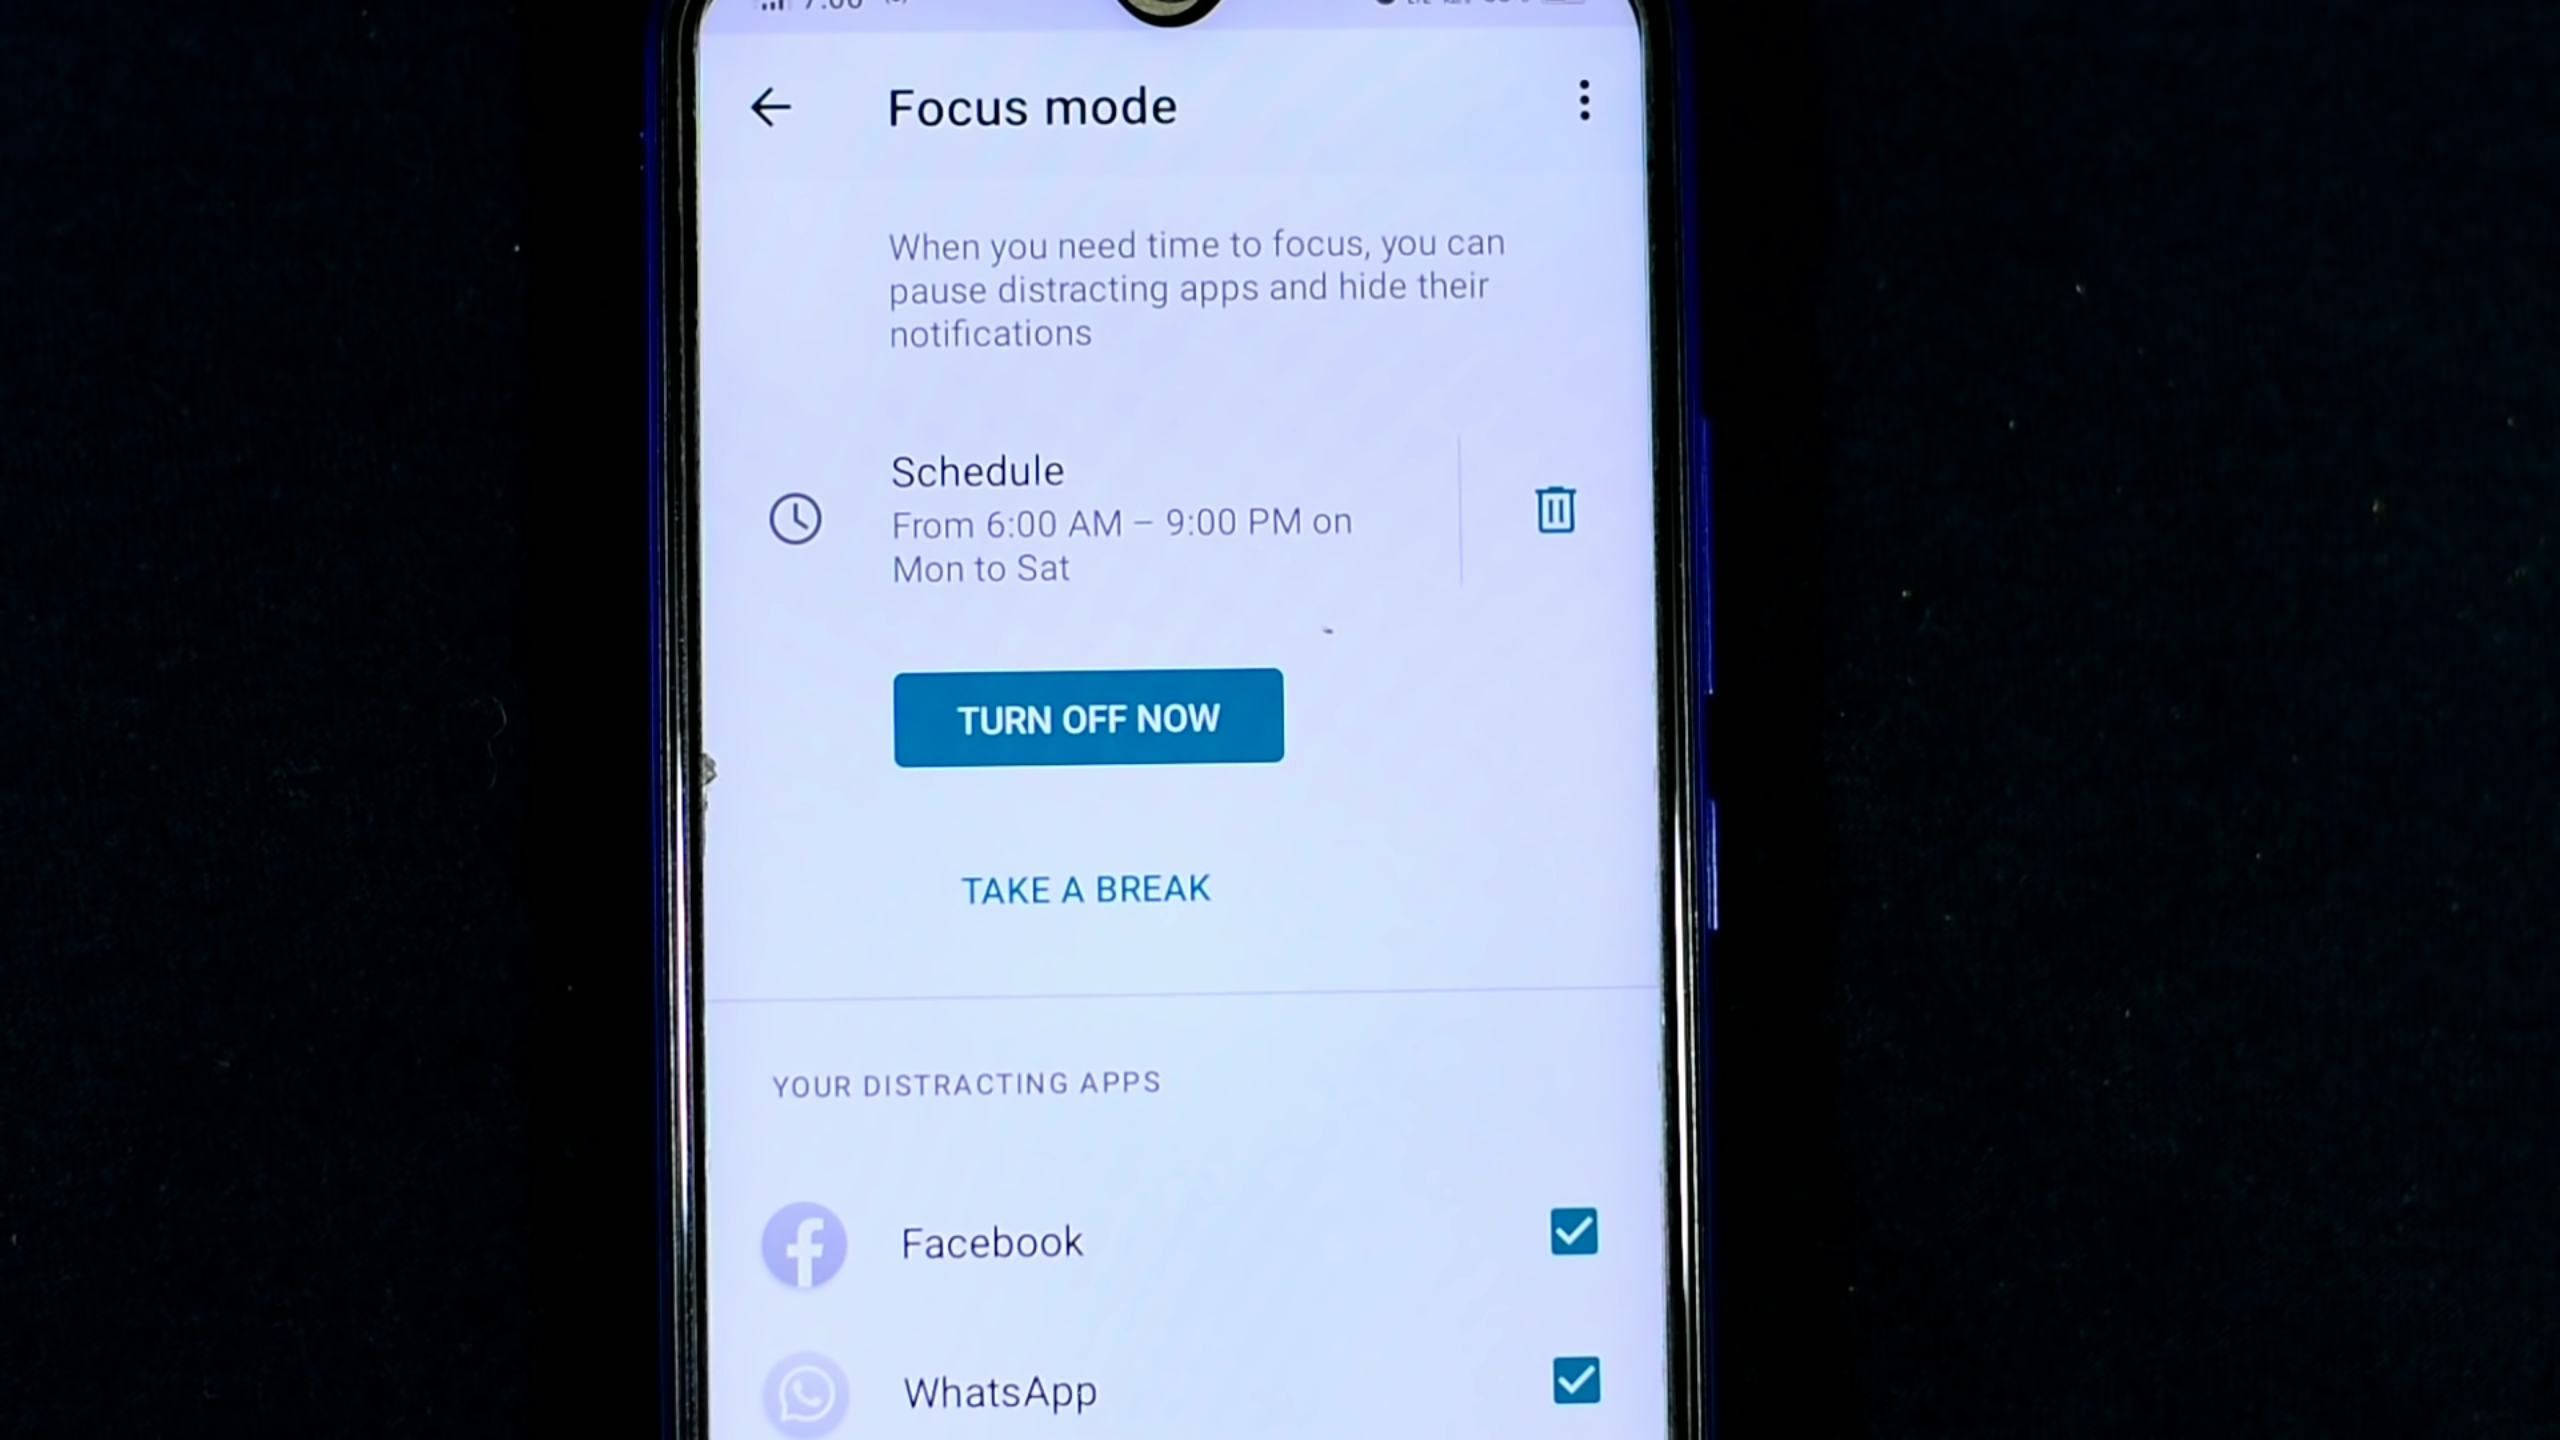 Focus mode
When you need time to focus, you can
pause distracting apps and hide their
notifications
Schedule
From 6:00 AM – 9:00 PM on
Mon to Sat
TURN OFF NOW
TAKE A BREAK
YOUR DISTRACTING APPS
Facebook
WhatsApp